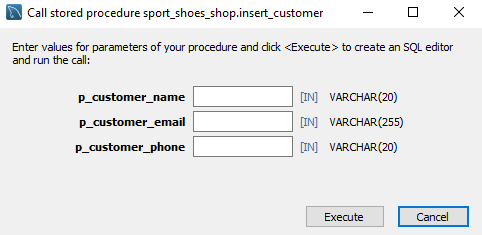 Call stored procedure sport_shoes_shop.insert_customer
Enter values for parameters of your procedure and click <Execute> to create an SQL editor
and run the call:
p_customer_name [IN] VARCHAR(20)
p_customer_email [IN] VARCHAR(255)
p_customer_phone [IN] VARCHAR(20)
Execute Cancel